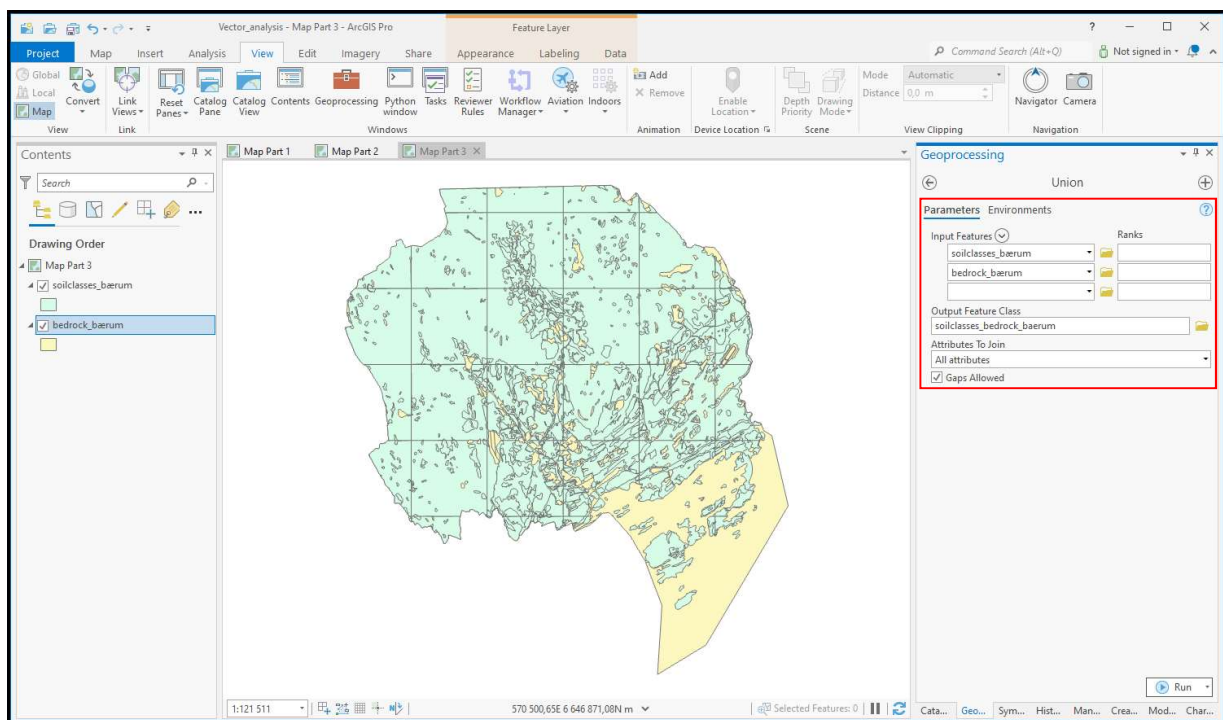 Vector_analysis - Map Part 3 - ArcGIS Pro
Feature Layer
?
Project Map Insert Analysis View Edit Imagery Share Appearance Labeling Data
Command Search (Alt+Q)
Not signed in
Global
Local
Map
Convert
Link Views
Reset Panes
Catalog Pane
Catalog View
Contents
Geoprocessing
Python window
Tasks
Reviewer Rules
Workflow Manager
Aviation
Indoors
Add
Remove
Enable Location
Depth Priority
Drawing Mode
Mode Automatic
Distance 0,0 m
Navigator
Camera
View Link Windows Animation Device Location Scene View Clipping Navigation
Contents
Search
Drawing Order
Map Part 3
soilclasses_bærum
bedrock_bærum
Map Part 1 Map Part 2 Map Part 3
1:121 511
570 500,65E 6 646 871,08N m
Selected Features: 0
Geoprocessing
Union
Parameters Environments
?
Input Features Ranks
soilclasses_bærum
bedrock_bærum
Output Feature Class
soilclasses_bedrock_baerum
Attributes To Join
All attributes
Gaps Allowed
Run
Cata... Geo... Sym... Hist... Man... Crea... Mod... Char...